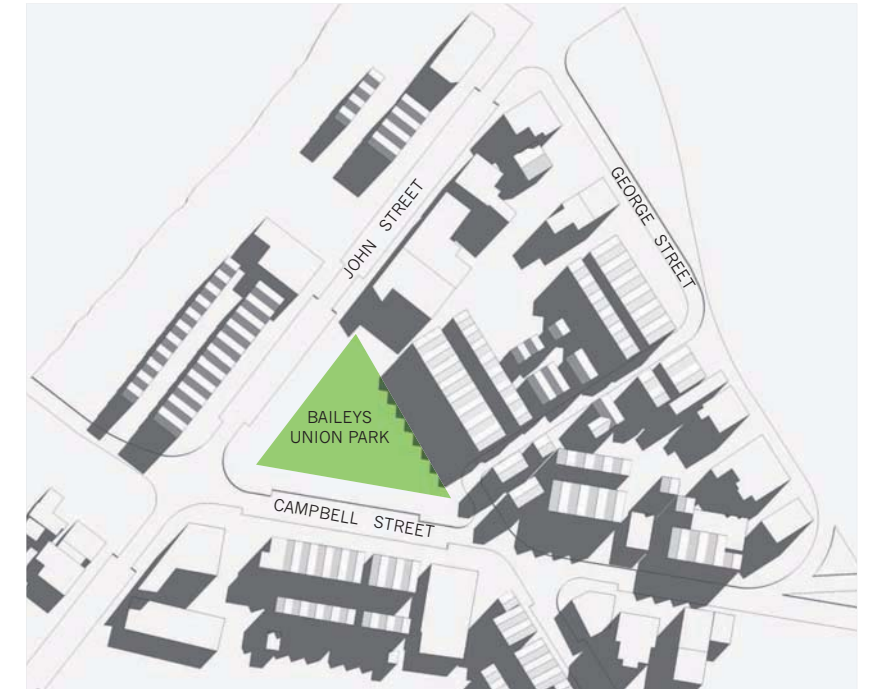 GEORGE STREET
JOHN STREET
BAILEYS
UNION PARK
CAMPBELL STREET